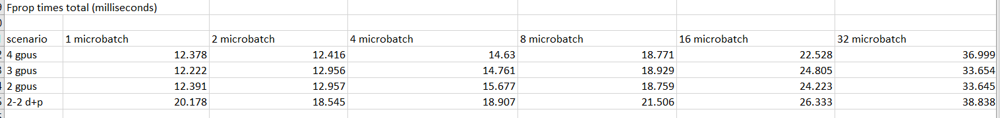 Fprop times total (milliseconds)
scenario 1 microbatch 2 microbatch 4 microbatch 8 microbatch 16 microbatch 32 microbatch
4 gpus 12.378 12.416 14.63 18.771 22.528 36.999
3 gpus 12.222 12.956 14.761 18.929 24.805 33.654
2 gpus 12.391 12.957 15.677 18.759 24.223 33.645
2-2 d+p 20.178 18.545 18.907 21.506 26.333 38.838